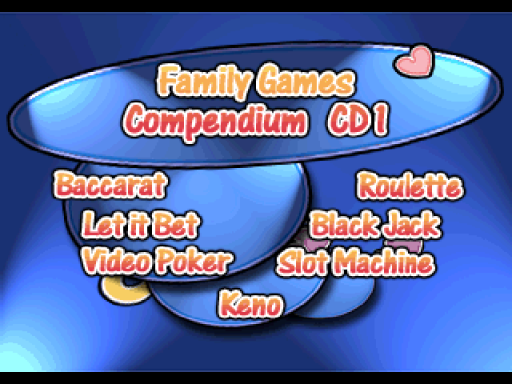 Family Games
Compendium CD 1
Baccarat
Roulette
Let it Bet
Black Jack
Video Poker
Slot Machine
Keno